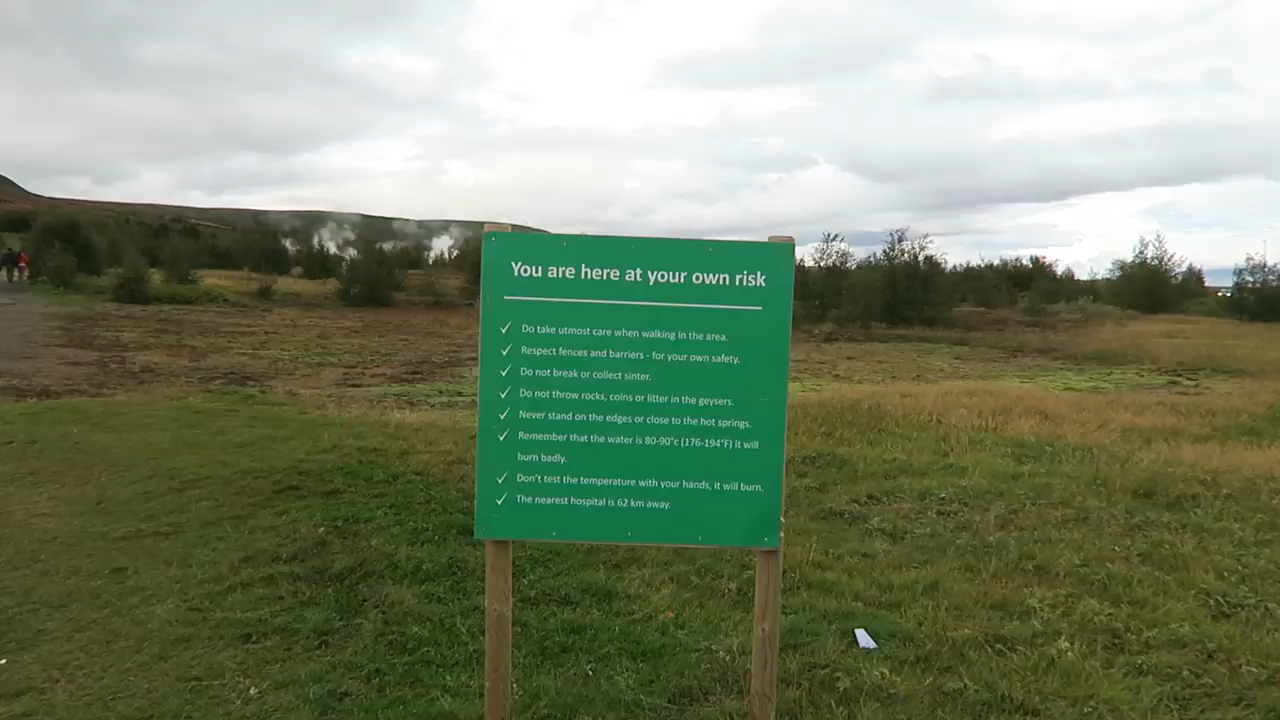 You are here at your own risk
✓ Do take utmost care when walking in the area.
✓ Respect fences and barriers - for your own safety.
✓ Do not break or collect sinter.
✓ Do not throw rocks, coins or litter in the geysers.
✓ Never stand on the edges or close to the hot springs.
✓ Remember that the water is 80-90°c (176-194°F) it will
burn badly.
✓ Don't test the temperature with your hands, it will burn.
✓ The nearest hospital is 62 km away.